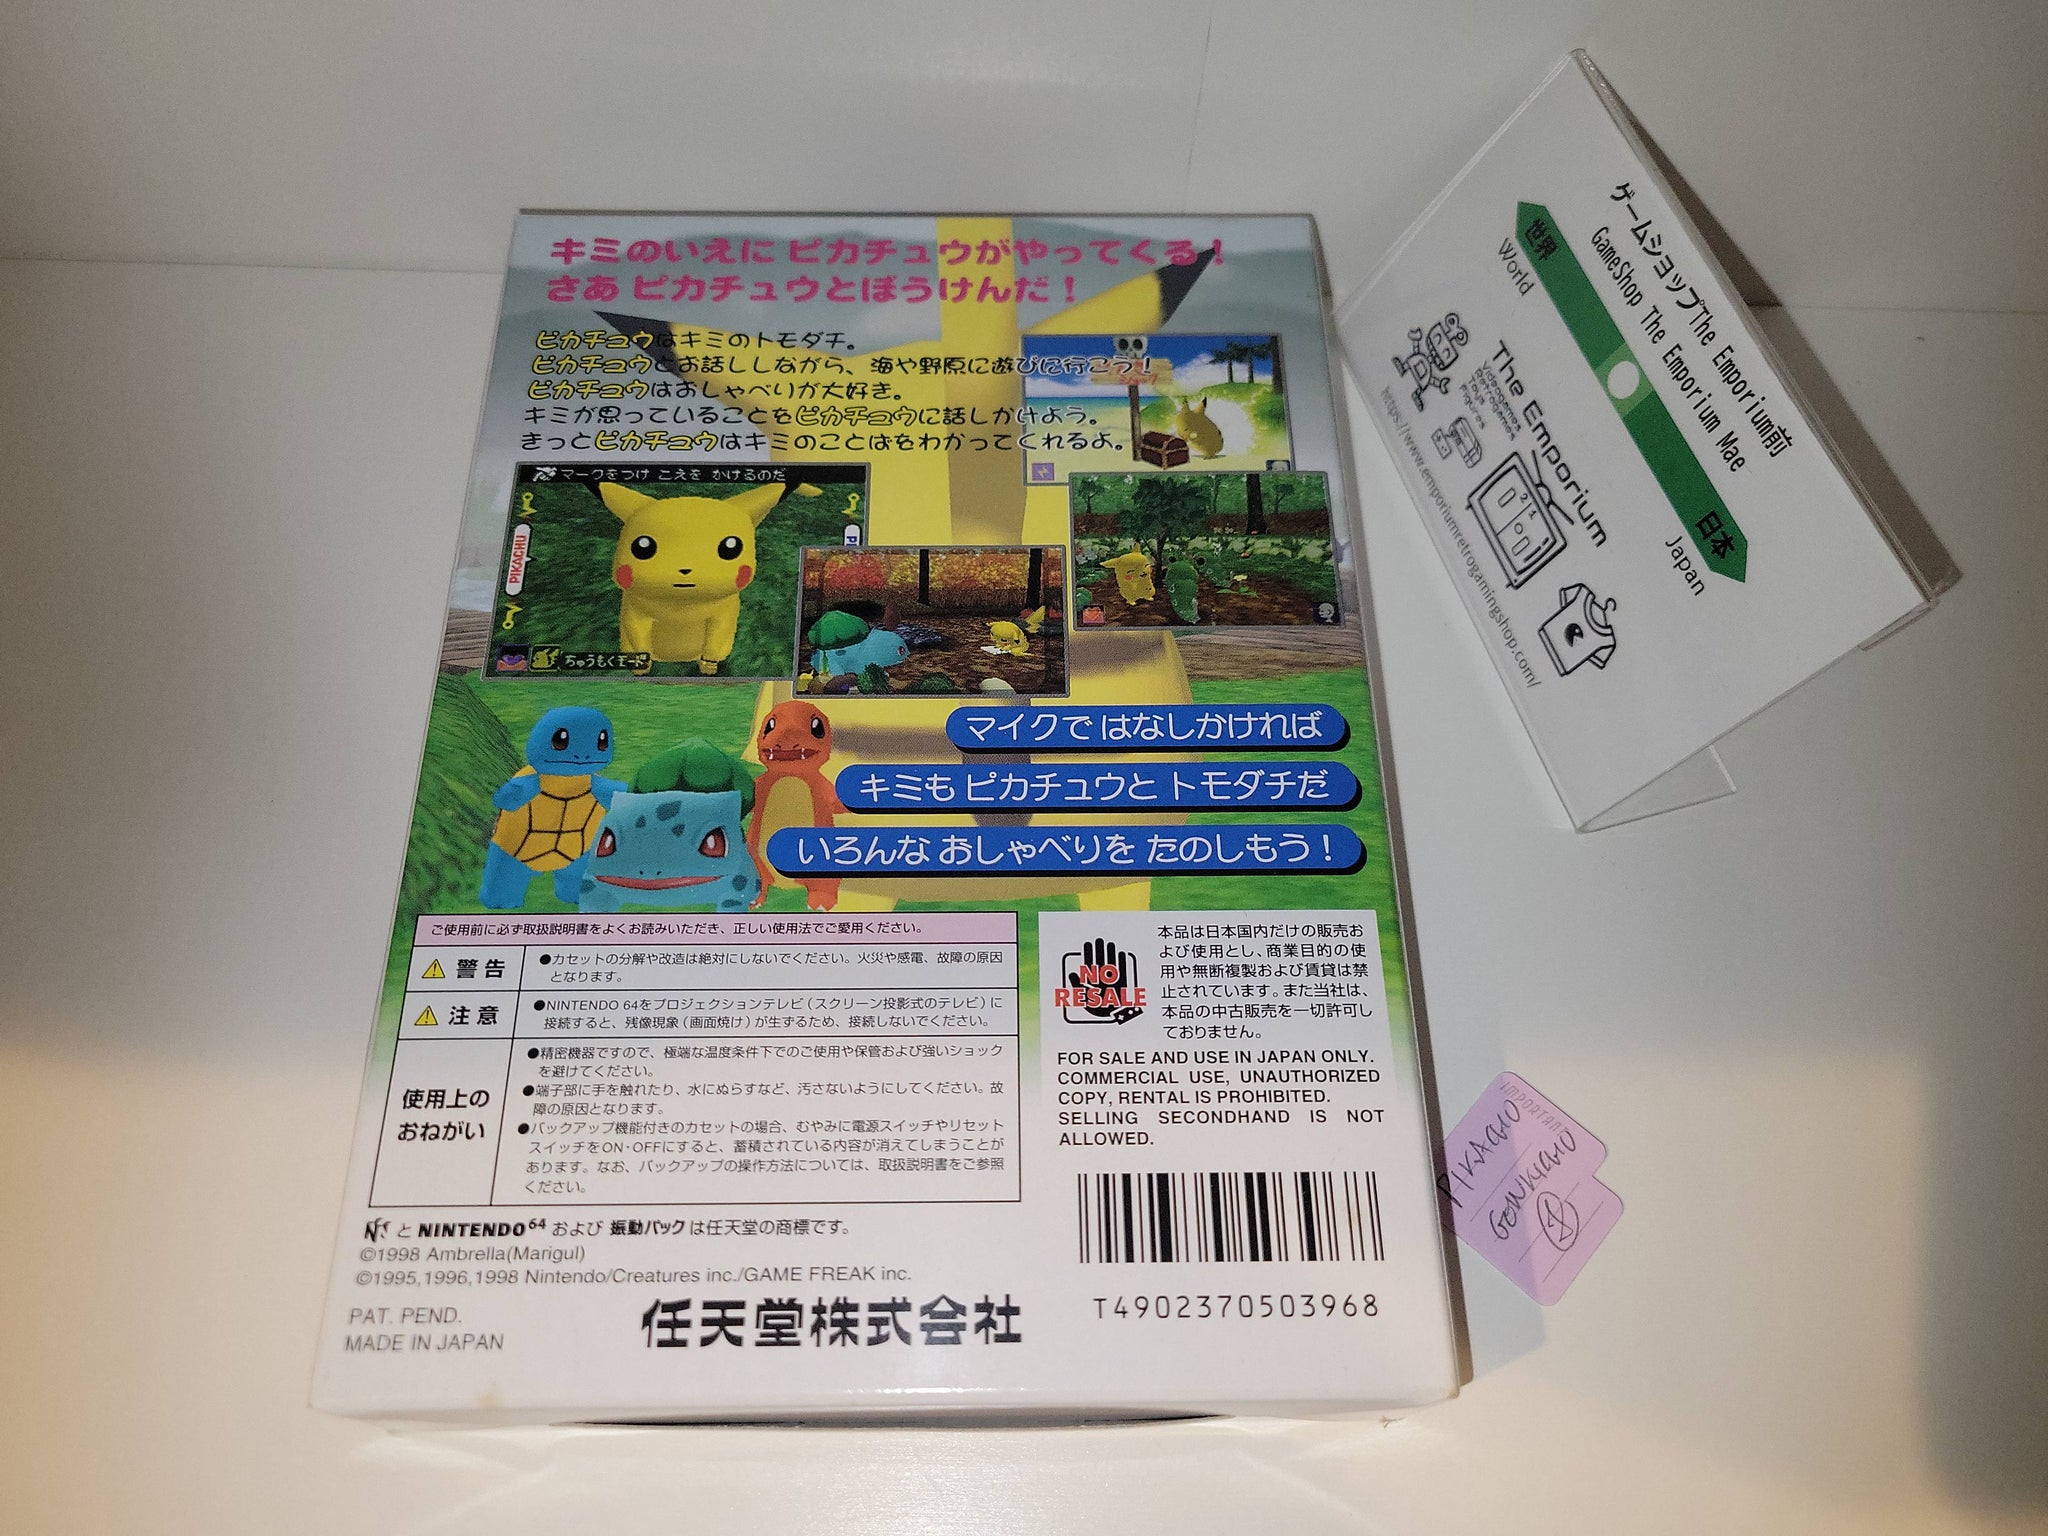 キミのいえに ピカチュウがやってくる!
さあ ピカチュウとぼうけんだ!
ピカチュウはキミのトモダチ。
ピカチュウとお話ししながら、海や野原に遊びに行こう!
ピカチュウはおしゃべりが大好き。
キミが思っていることをピカチュウに話しかけよう。
きっとピカチュウはキミのことばをわかってくれるよ。
マークをつけ こえを かけるのだ
PIKACHU
ちゅうもくモード
マイクで はなしかければ
キミも ピカチュウと トモダチだ
いろんな おしゃべりを たのしもう!
ご使用前に必ず取扱説明書をよくお読みいただき、正しい使用法でご愛用ください。
警告
●カセットの分解や改造は絶対にしないでください。火災や感電、故障の原因
となります。
注意
●NINTENDO 64をプロジェクションテレビ(スクリーン投影式のテレビ)に
接続すると、残像現象(画面焼け)が生ずるため、接続しないでください。
使用上の
おねがい
●精密機器ですので、極端な温度条件下でのご使用や保管および強いショック
を避けてください。
●端子部に手を触れたり、水にぬらすなど、汚さないようにしてください。故
障の原因となります。
●バックアップ機能付きのカセットの場合、むやみに電源スイッチやリセット
スイッチをON・OFFにすると、蓄積されている内容が消えてしまうことが
あります。なお、バックアップの操作方法については、取扱説明書をご参照
ください。
NO
RESALE
本品は日本国内だけの販売お
よび使用とし、商業目的の使
用や無断複製および賃貸は禁
止されています。また当社は、
本品の中古販売を一切許可し
ておりません。
FOR SALE AND USE IN JAPAN ONLY.
COMMERCIAL USE, UNAUTHORIZED
COPY, RENTAL IS PROHIBITED.
SELLING SECONDHAND IS NOT
ALLOWED.
と NINTENDO64 および 振動パック は任天堂の商標です。
©1998 Ambrella(Marigul)
©1995,1996,1998 Nintendo/Creatures inc./GAME FREAK inc.
PAT. PEND.
MADE IN JAPAN
任天堂株式会社
T4902370503968
ゲームショップThe Emporium前
GameShop The Emporium Mae
世界
World
日本
Japan
The Emporium
Videogames
Retrogames
Toys
Figures
https://www.emporiumretrogamingshop.com/
IMPORTANT
PIKACHU
GENKICHU